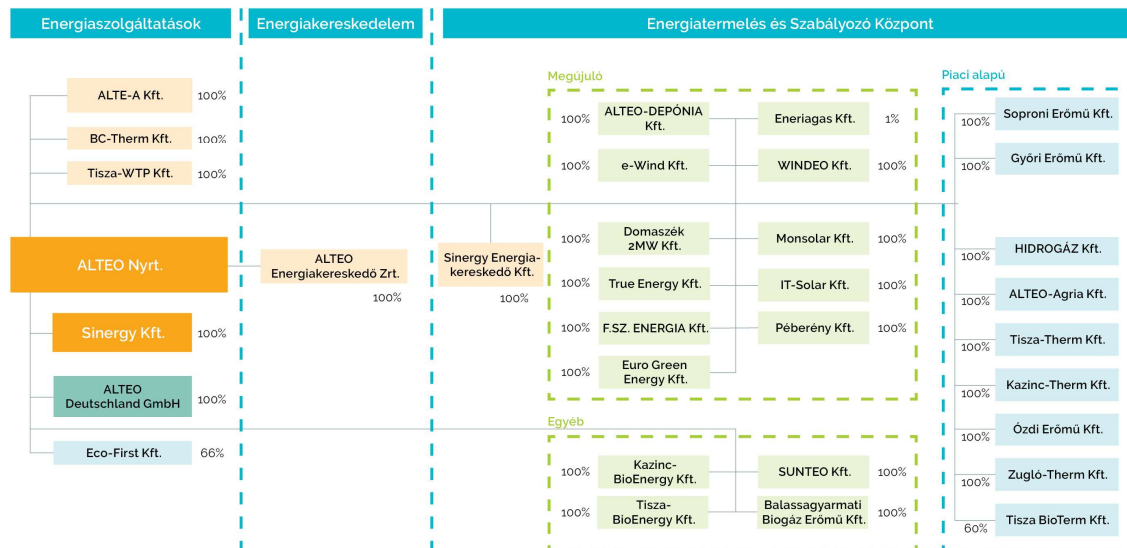 Energiaszolgáltatások
Energiakereskedelem
Energiatermelés és Szabályozó Központ
ALTE-A Kft.
100%
BC-Therm Kft.
100%
Tisza-WTP Kft.
100%
ALTEO Nyrt.
Sinergy Kft.
100%
ALTEO
Deutschland GmbH
100%
Eco-First Kft.
66%
ALTEO
Energiakereskedő Zrt.
100%
Sinergy Energia-
kereskedő Kft.
100%
Megújuló
100%
ALTEO-DEPÓNIA
Kft.
Eneriagas Kft.
1%
100%
e-Wind Kft.
WINDEO Kft.
100%
100%
Domaszék
2MW Kft.
Monsolar Kft.
100%
100%
True Energy Kft.
IT-Solar Kft.
100%
100%
F.SZ. ENERGIA Kft.
Péberény Kft.
100%
100%
Euro Green
Energy Kft.
Egyéb
100%
Kazinc-
BioEnergy Kft.
SUNTEO Kft.
100%
100%
Tisza-
BioEnergy Kft.
Balassagyarmati
Biogáz Erőmű Kft.
100%
Piaci alapú
100%
Soproni Erőmű Kft.
100%
Győri Erőmű Kft.
100%
HIDROGÁZ Kft.
100%
ALTEO-Agria Kft.
100%
Tisza-Therm Kft.
100%
Kazinc-Therm Kft.
100%
Ózdi Erőmű Kft.
100%
Zugló-Therm Kft.
60%
Tisza BioTerm Kft.